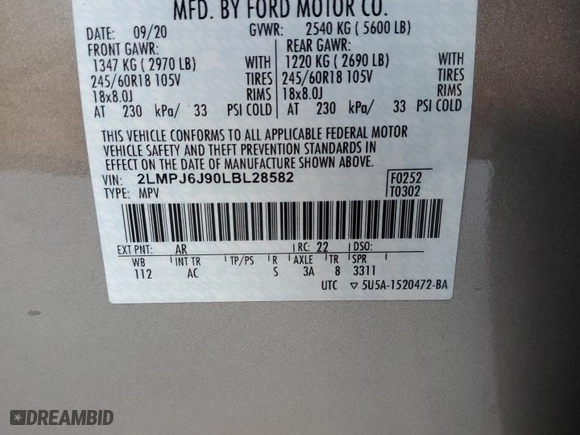 MFD. BY FORD MOTOR CO.
DATE: 09/20 GVWR: 2540 KG ( 5600 LB)
FRONT GAWR: REAR GAWR:
1347 KG ( 2970 LB) WITH 1220 KG ( 2690 LB) WITH
245/60R18 105V TIRES 245/60R18 105V TIRES
18x8.0J RIMS 18x8.0J RIMS
AT 230 kPa/ 33 PSI COLD AT 230 kPa/ 33 PSI COLD
THIS VEHICLE CONFORMS TO ALL APPLICABLE FEDERAL MOTOR
VEHICLE SAFETY AND THEFT PREVENTION STANDARDS IN
EFFECT ON THE DATE OF MANUFACTURE SHOWN ABOVE.
VIN: 2LMPJ6J90LBL28582 F0252
TYPE: MPV T0302
EXT PNT: AR RC: 22 DSO:
WB INT TR TP/PS R AXLE TR SPR
112 AC S 3A 8 3311
UTC ▽ 5U5A-1520472-BA
DREAMBID